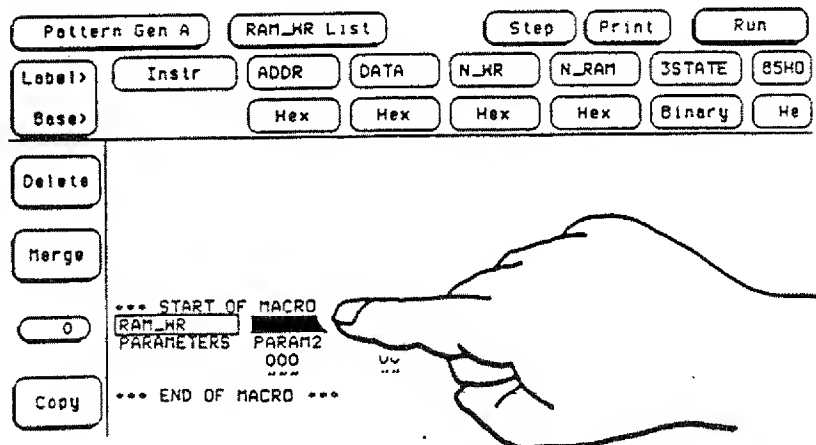 Pattern Gen A RAM_WR List Step Print Run
Label> Instr ADDR DATA N_WR N_RAM 3STATE 85HO
Base> Hex Hex Hex Hex Binary He
Delete
Merge
*** START OF MACRO
0 RAM_WR
PARAMETERS PARAM2
000
*** END OF MACRO ***
Copy